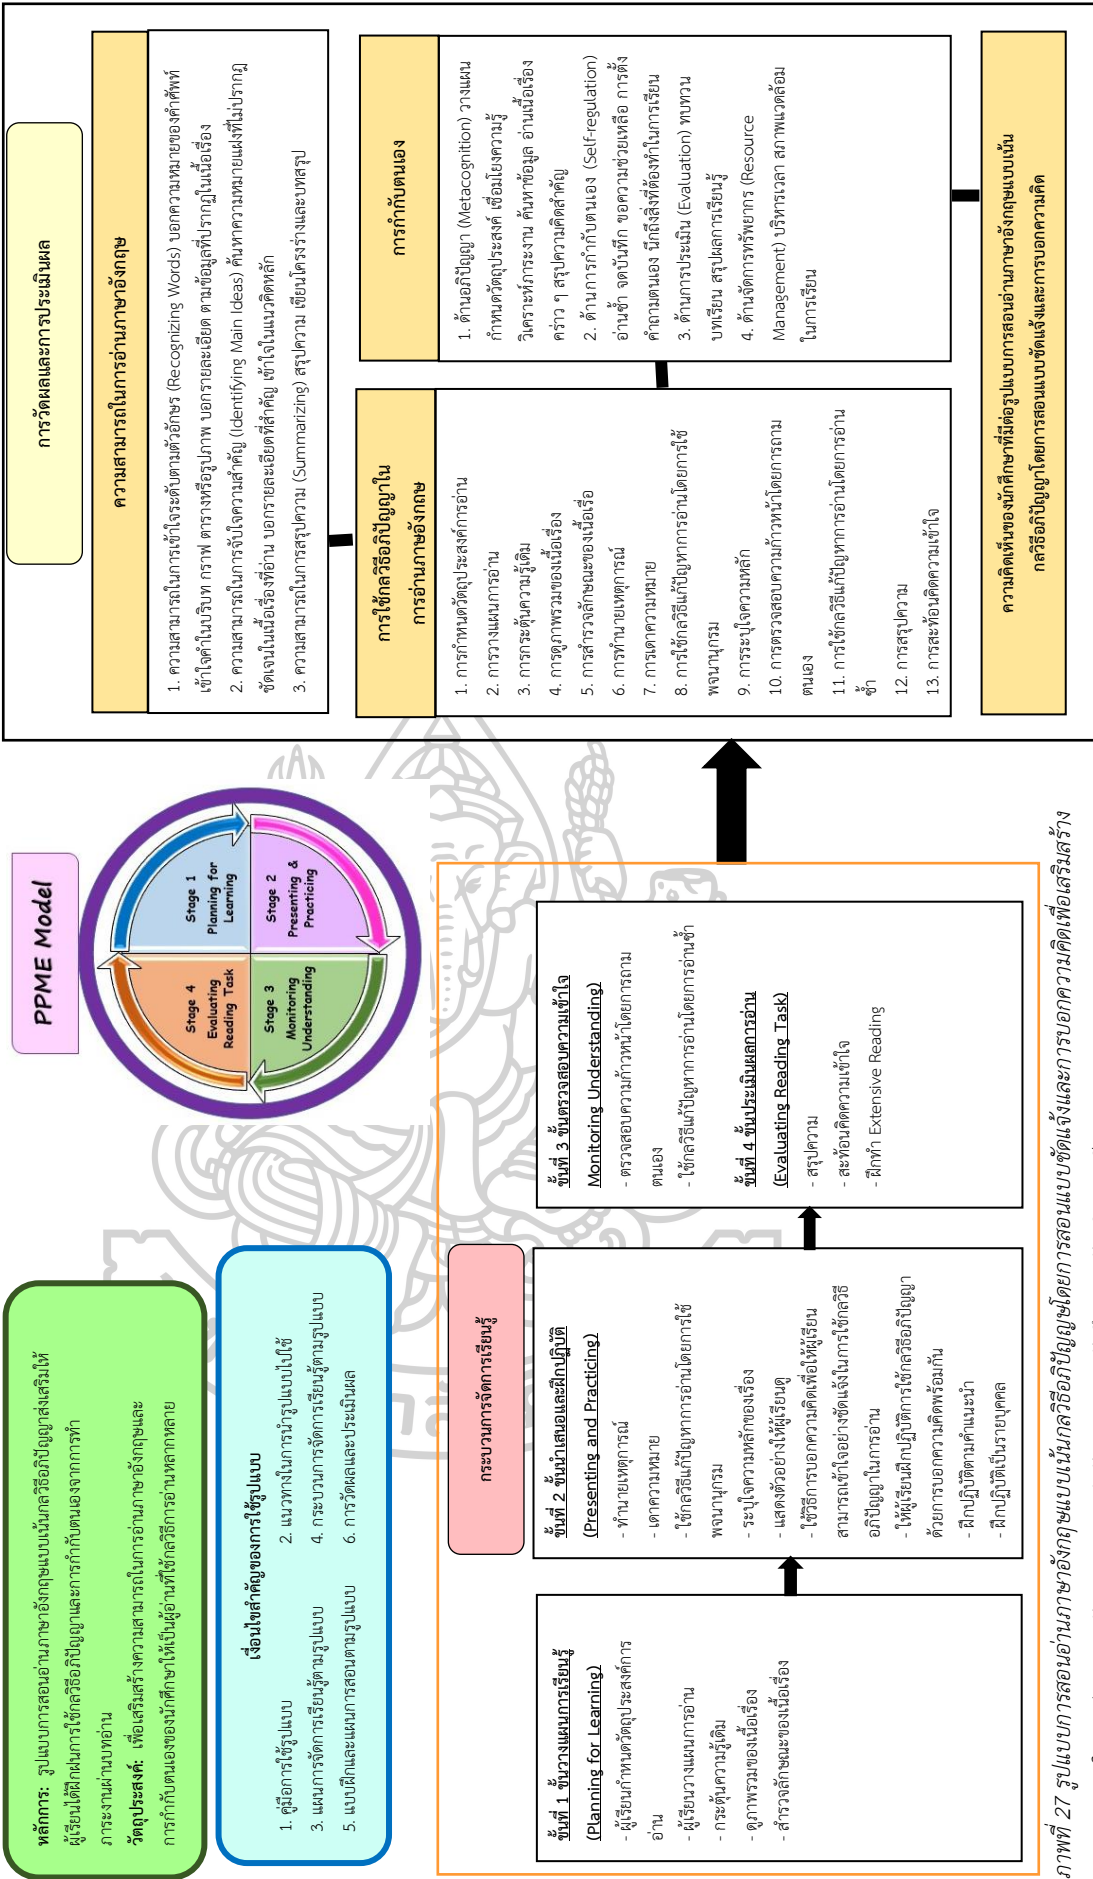 หลักการ: รูปแบบการสอนอ่านภาษาอังกฤษแบบเน้นกลวิธีอภิปัญญาส่งเสริมให้
ผู้เรียนได้ฝึกฝนการใช้กลวิธีอภิปัญญาและการกำกับตนเองจากการทำ
ภาระงานผ่านบทอ่าน
วัตถุประสงค์: เพื่อเสริมสร้างความสามารถในการอ่านภาษาอังกฤษและ
การกำกับตนเองของนักศึกษาให้เป็นผู้อ่านที่ใช้กลวิธีการอ่านหลากหลาย
เงื่อนไขสำคัญของการใช้รูปแบบ
1. คู่มือการใช้รูปแบบ 2. แนวทางในการนำรูปแบบไปใช้
3. แผนการจัดการเรียนรู้ตามรูปแบบ 4. กระบวนการจัดการเรียนรู้ตามรูปแบบ
5. แบบฝึกและแผนการสอนตามรูปแบบ 6. การวัดผลและประเมินผล
PPME Model
Stage 1
Planning for
Learning
Stage 2
Presenting &
Practicing
Stage 3
Monitoring
Understanding
Stage 4
Evaluating
Reading Task
กระบวนการจัดการเรียนรู้
ขั้นที่ 1 ขั้นวางแผนการเรียนรู้
(Planning for Learning)
- ผู้เรียนกำหนดวัตถุประสงค์การ
อ่าน
- ผู้เรียนวางแผนการอ่าน
- กระตุ้นความรู้เดิม
- ดูภาพรวมของเนื้อเรื่อง
- สำรวจลักษณะของเนื้อเรื่อง
ขั้นที่ 2 ขั้นนำเสนอและฝึกปฏิบัติ
(Presenting and Practicing)
- ทำนายเหตุการณ์
- เดาความหมาย
- ใช้กลวิธีแก้ปัญหาการอ่านโดยการใช้
พจนานุกรม
- ระบุใจความหลักของเรื่อง
- แสดงตัวอย่างให้ผู้เรียนดู
- ใช้วิธีการบอกความคิดเพื่อให้ผู้เรียน
สามารถเข้าใจอย่างชัดแจ้งในการใช้กลวิธี
อภิปัญญาในการอ่าน
- ให้ผู้เรียนฝึกปฏิบัติการใช้กลวิธีอภิปัญญา
ด้วยการบอกความคิดพร้อมกัน
- ฝึกปฏิบัติตามคำแนะนำ
- ฝึกปฏิบัติเป็นรายบุคคล
ขั้นที่ 3 ขั้นตรวจสอบความเข้าใจ
Monitoring Understanding)
- ตรวจสอบความก้าวหน้าโดยการถาม
ตนเอง
- ใช้กลวิธีแก้ปัญหาการอ่านโดยการอ่านซ้ำ
ขั้นที่ 4 ขั้นประเมินผลการอ่าน
(Evaluating Reading Task)
- สรุปความ
- สะท้อนคิดความเข้าใจ
- ฝึกทำ Extensive Reading
การวัดผลและการประเมินผล
ความสามารถในการอ่านภาษาอังกฤษ
1. ความสามารถในการเข้าใจระดับตามตัวอักษร (Recognizing Words) บอกความหมายของคำศัพท์
เข้าใจคำในบริบท กราฟ ตารางหรือรูปภาพ บอกรายละเอียด ตามข้อมูลที่ปรากฏในเนื้อเรื่อง
2. ความสามารถในการจับใจความสำคัญ (Identifying Main Ideas) ค้นหาความหมายแฝงที่ไม่ปรากฏ
ชัดเจนในเนื้อเรื่องที่อ่าน บอกรายละเอียดที่สำคัญ เข้าใจในแนวคิดหลัก
3. ความสามารถในการสรุปความ (Summarizing) สรุปความ เขียนโครงร่างและบทสรุป
การใช้กลวิธีอภิปัญญาใน
การอ่านภาษาอังกฤษ
1. การกำหนดวัตถุประสงค์การอ่าน
2. การวางแผนการอ่าน
3. การกระตุ้นความรู้เดิม
4. การดูภาพรวมของเนื้อเรื่อง
5. การสำรวจลักษณะของเนื้อเรื่อ
6. การทำนายเหตุการณ์
7. การเดาความหมาย
8. การใช้กลวิธีแก้ปัญหาการอ่านโดยการใช้
พจนานุกรม
9. การระบุใจความหลัก
10. การตรวจสอบความก้าวหน้าโดยการถาม
ตนเอง
11. การใช้กลวิธีแก้ปัญหาการอ่านโดยการอ่าน
ซ้ำ
12. การสรุปความ
13. การสะท้อนคิดความเข้าใจ
การกำกับตนเอง
1. ด้านอภิปัญญา (Metacognition) วางแผน
กำหนดวัตถุประสงค์ เชื่อมโยงความรู้
วิเคราะห์ภาระงาน ค้นหาข้อมูล อ่านเนื้อเรื่อง
คร่าว ๆ สรุปความคิดสำคัญ
2. ด้านการกำกับตนเอง (Self-regulation)
อ่านซ้ำ จดบันทึก ขอความช่วยเหลือ การตั้ง
คำถามตนเอง นึกถึงสิ่งที่ต้องทำในการเรียน
3. ด้านการประเมิน (Evaluation) ทบทวน
บทเรียน สรุปผลการเรียนรู้
4. ด้านจัดการทรัพยากร (Resource
Management) บริหารเวลา สภาพแวดล้อม
ในการเรียน
ความคิดเห็นของนักศึกษาที่มีต่อรูปแบบการสอนอ่านภาษาอังกฤษแบบเน้น
กลวิธีอภิปัญญาโดยการสอนแบบชัดแจ้งและการบอกความคิด
ภาพที่ 27 รูปแบบการสอนอ่านภาษาอังกฤษแบบเน้นกลวิธีอภิปัญญษโดยการสอนแบบชัดแจ้งและการบอกความคิดเพื่อเสริมสร้าง